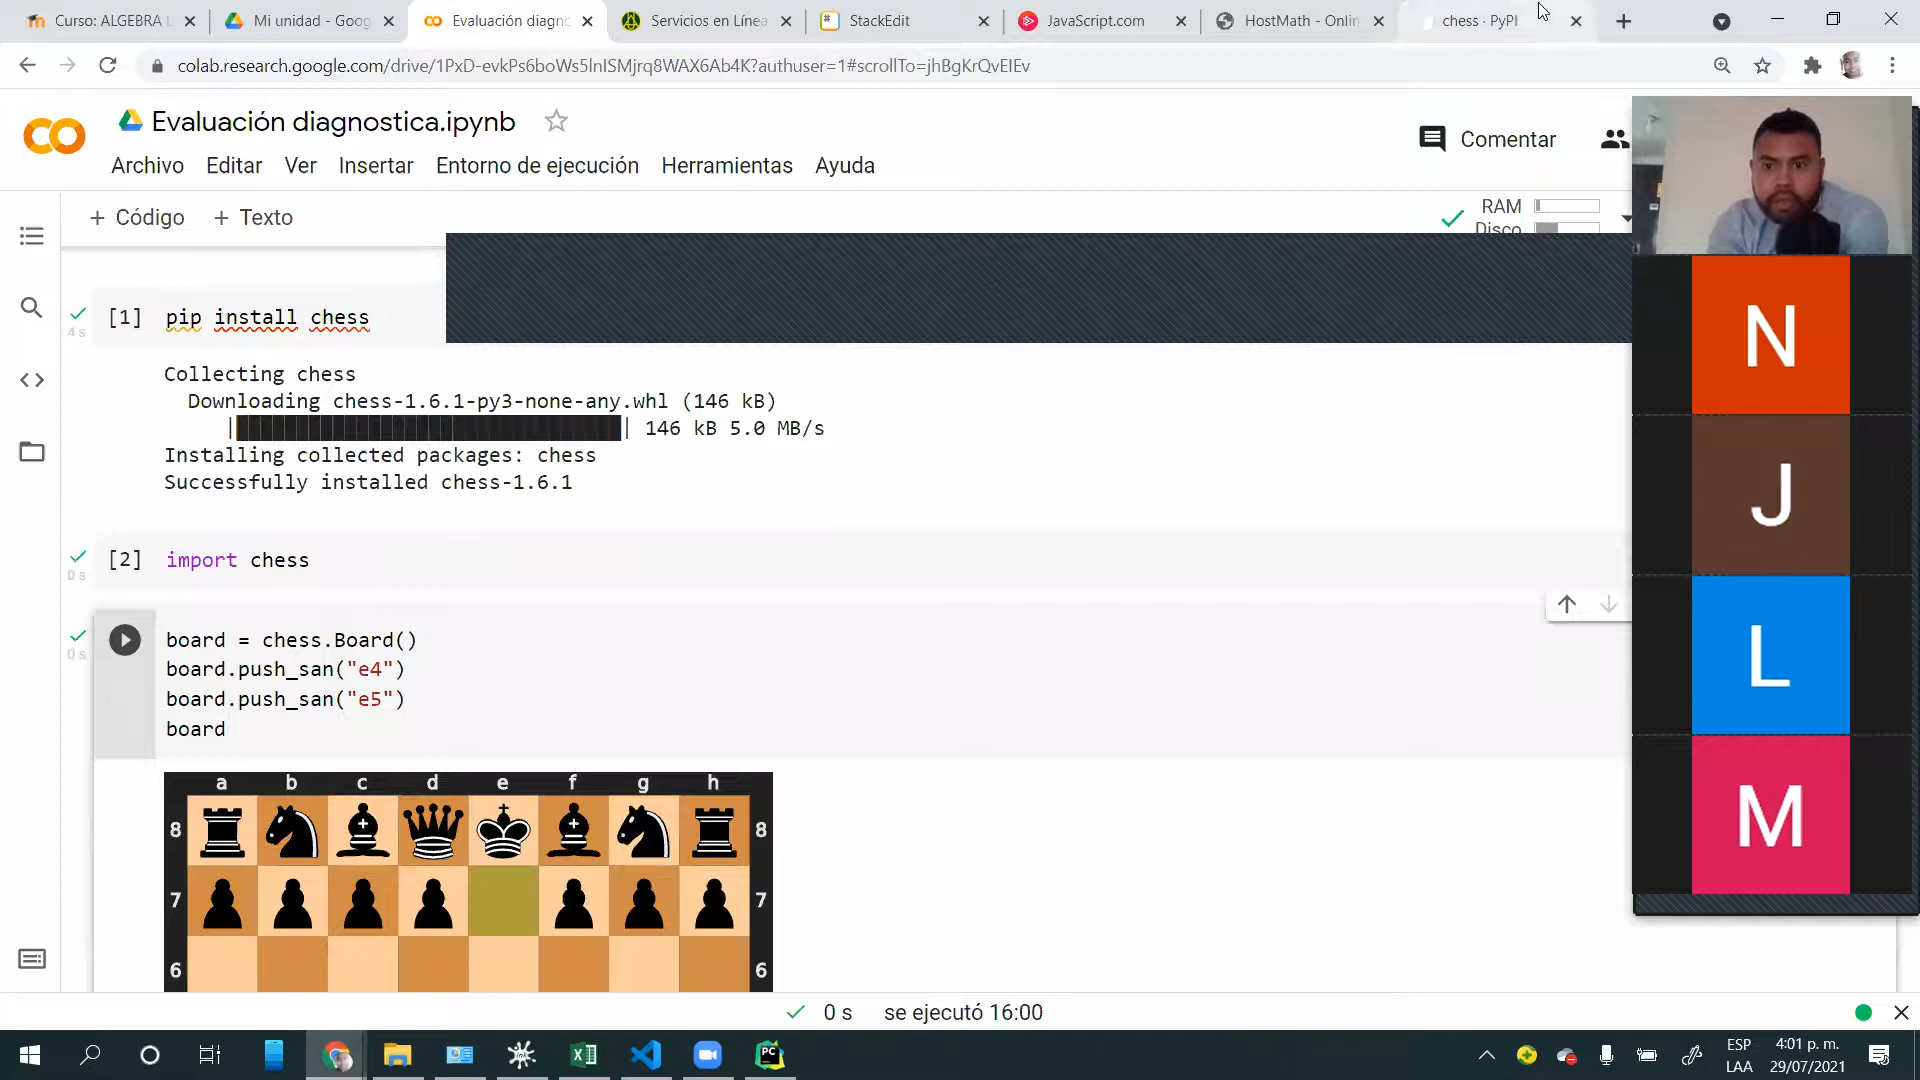 Curso: ALGEBRA L
Mi unidad - Goog
Evaluación diagno
Servicios en Línea
StackEdit
JavaScript.com
HostMath - Onlin
chess · PyPI
colab.research.google.com/drive/1PxD-evkPs6boWs5lnISMjrq8WAX6Ab4K?authuser=1#scrollTo=jhBgKrQvEIEv
Evaluación diagnostica.ipynb
Comentar
Archivo Editar Ver Insertar Entorno de ejecución Herramientas Ayuda
+ Código + Texto
RAM
Disco
[1] pip install chess
4 s
Collecting chess
Downloading chess-1.6.1-py3-none-any.whl (146 kB)
146 kB 5.0 MB/s
Installing collected packages: chess
Successfully installed chess-1.6.1
[2] import chess
0 s
board = chess.Board()
0 s
board.push_san("e4")
board.push_san("e5")
board
a b c d e f g h
8 8
7 7
6 6
N
J
L
M
0 s se ejecutó 16:00
ESP
LAA
4:01 p. m.
29/07/2021